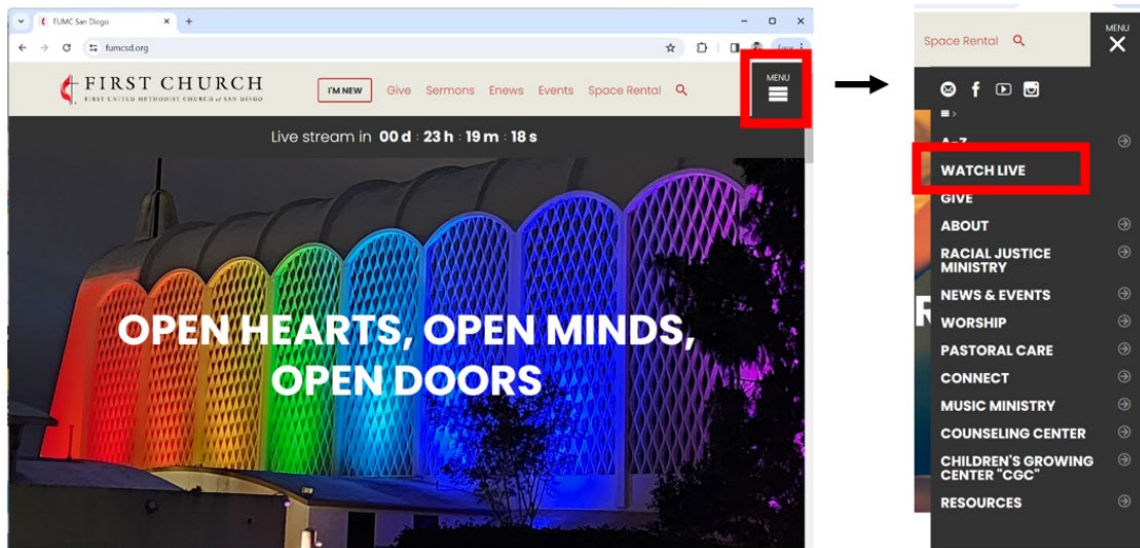 FUMC San Diego
fumcsd.org
FIRST CHURCH
FIRST UNITED METHODIST CHURCH of SAN DIEGO
I'M NEW Give Sermons Enews Events Space Rental
MENU
Live stream in 00 d : 23 h : 19 m : 18 s
OPEN HEARTS, OPEN MINDS,
OPEN DOORS
Space Rental
MENU
A-Z
WATCH LIVE
GIVE
ABOUT
RACIAL JUSTICE
MINISTRY
NEWS & EVENTS
WORSHIP
PASTORAL CARE
CONNECT
MUSIC MINISTRY
COUNSELING CENTER
CHILDREN'S GROWING
CENTER "CGC"
RESOURCES